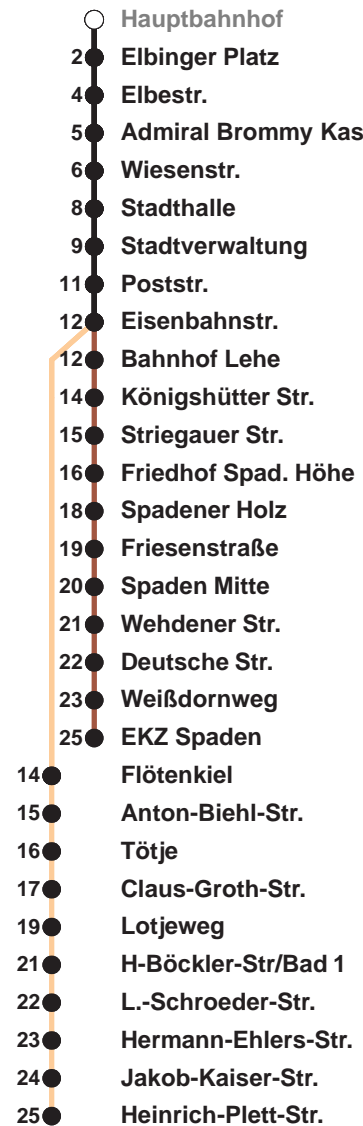 Hauptbahnhof
2 Elbinger Platz
4 Elbestr.
5 Admiral Brommy Kas
6 Wiesenstr.
8 Stadthalle
9 Stadtverwaltung
11 Poststr.
12 Eisenbahnstr.
12 Bahnhof Lehe
14 Königshütter Str.
15 Striegauer Str.
16 Friedhof Spad. Höhe
18 Spadener Holz
19 Friesenstraße
20 Spaden Mitte
21 Wehdener Str.
22 Deutsche Str.
23 Weißdornweg
25 EKZ Spaden
14 Flötenkiel
15 Anton-Biehl-Str.
16 Tötje
17 Claus-Groth-Str.
19 Lotjeweg
21 H-Böckler-Str/Bad 1
22 L.-Schroeder-Str.
23 Hermann-Ehlers-Str.
24 Jakob-Kaiser-Str.
25 Heinrich-Plett-Str.